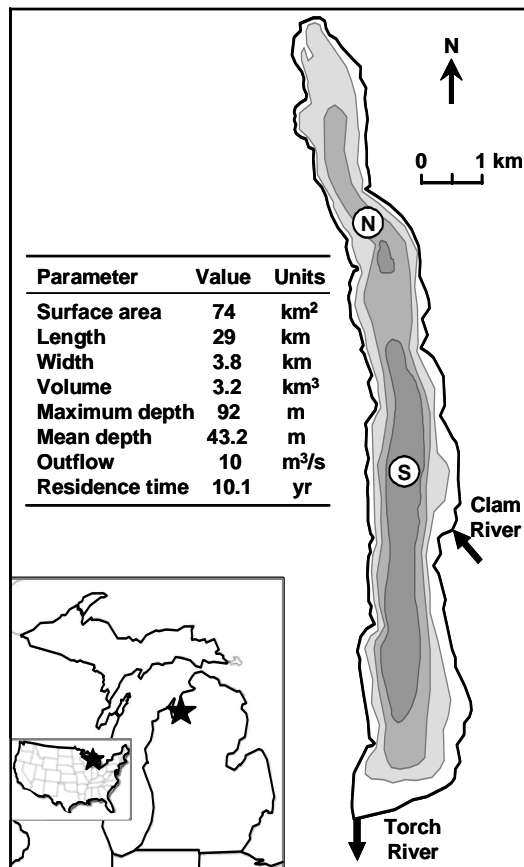 N
0 1 km
N
Parameter Value Units
Surface area 74 km²
Length 29 km
Width 3.8 km
Volume 3.2 km³
Maximum depth 92 m
Mean depth 43.2 m
Outflow 10 m³/s
Residence time 10.1 yr
S
Clam
River
Torch
River